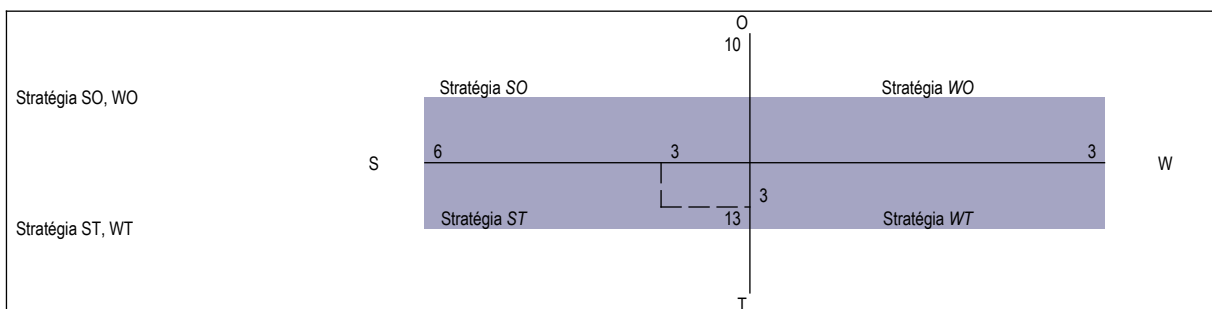 O
10
Stratégia SO, WO
Stratégia SO
Stratégia WO
S
6
3
3
W
3
Stratégia ST, WT
Stratégia ST
13
Stratégia WT
T